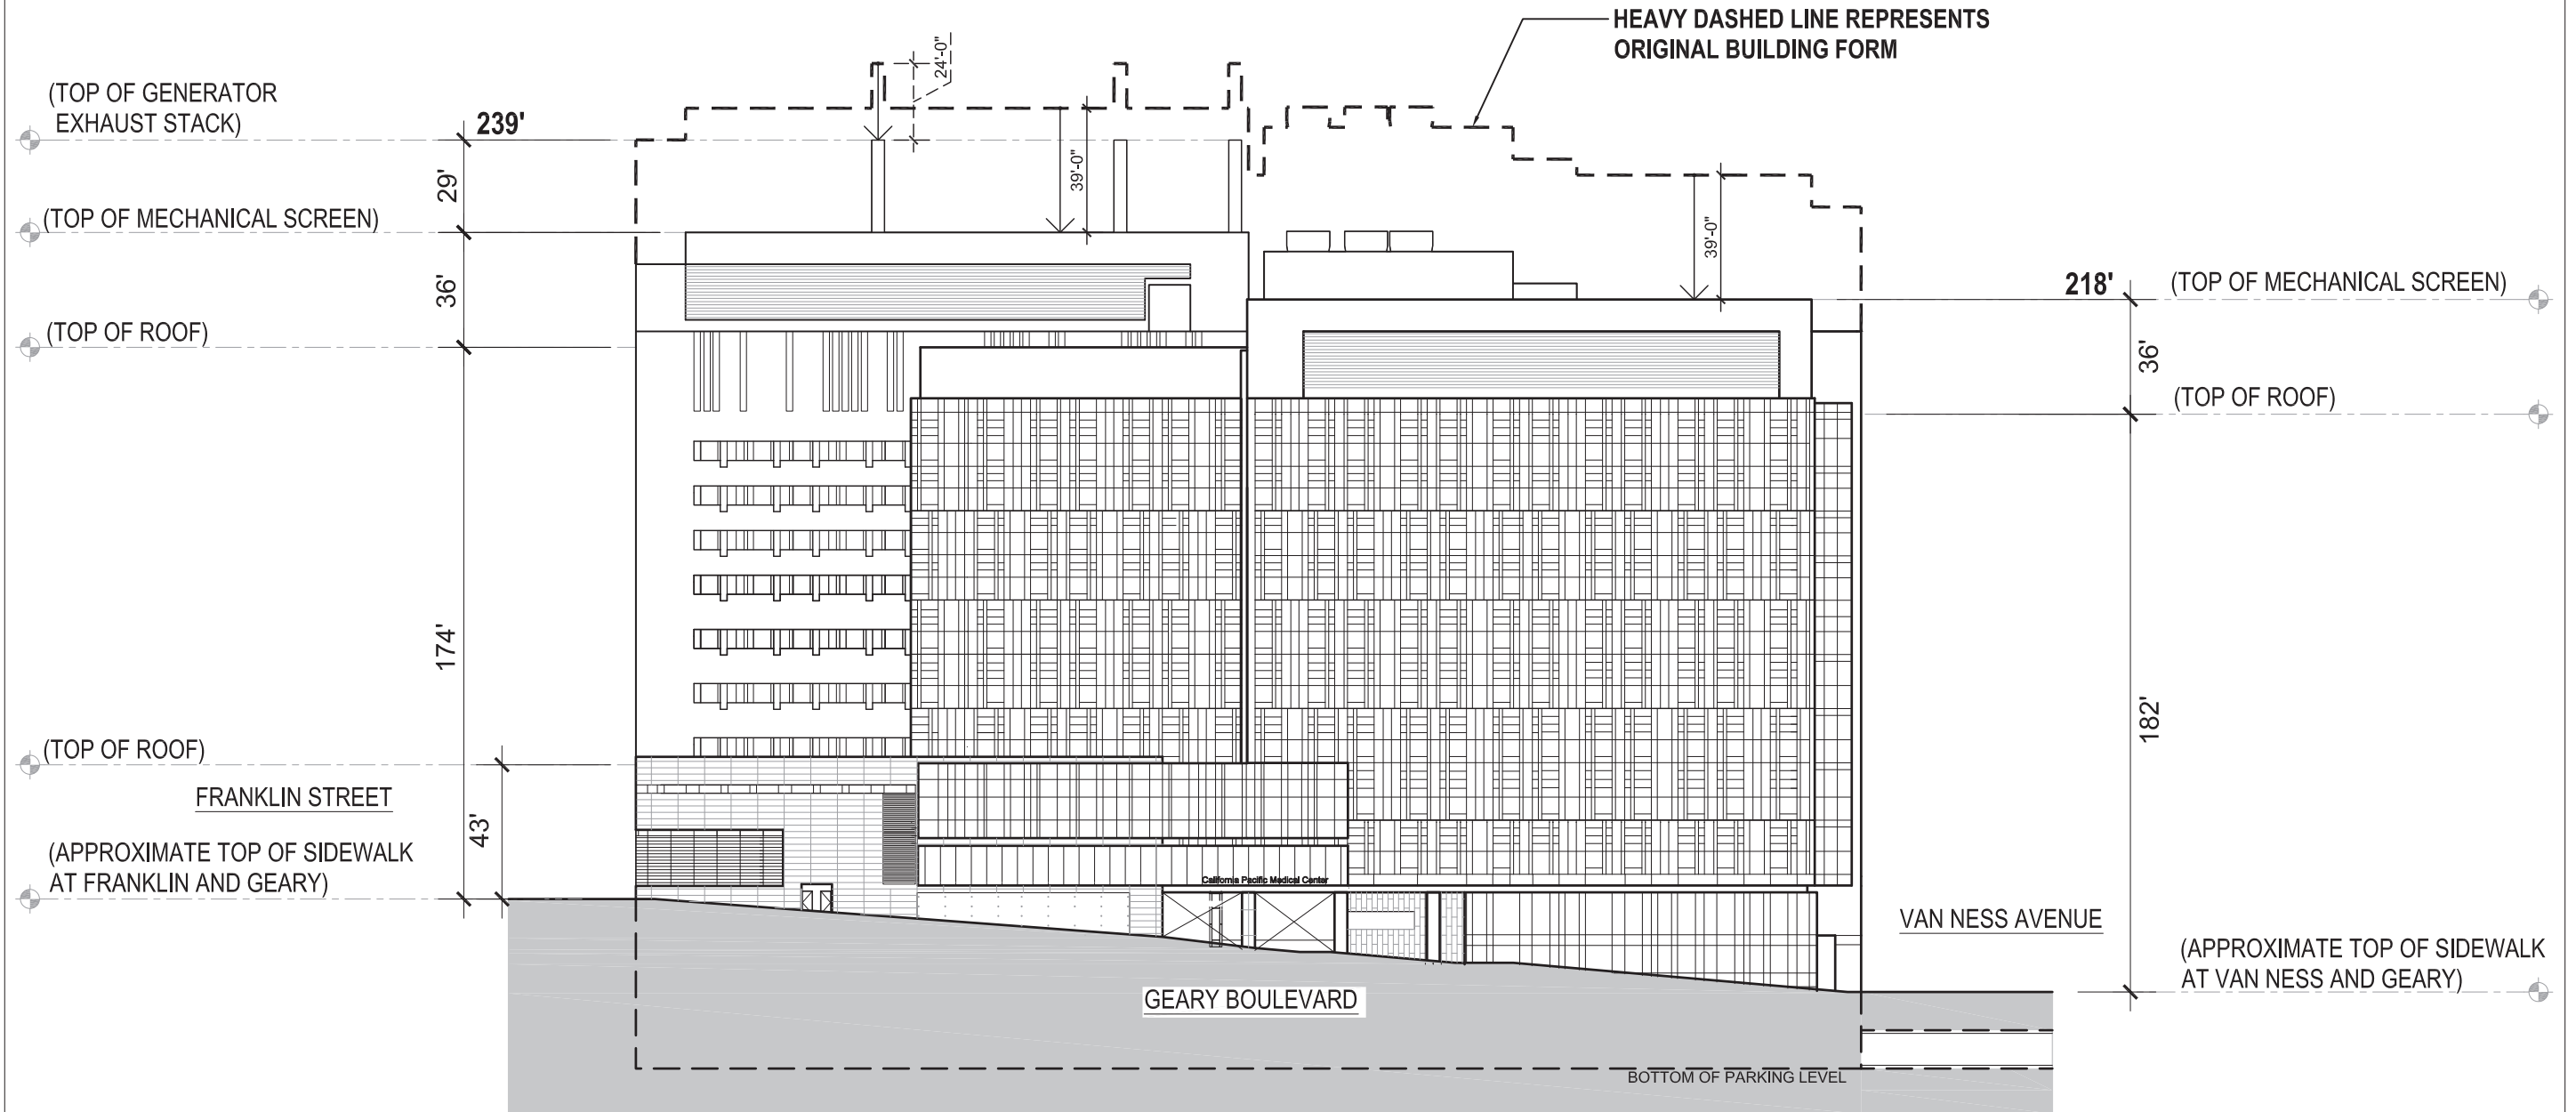 HEAVY DASHED LINE REPRESENTS
ORIGINAL BUILDING FORM
24'-0"
(TOP OF GENERATOR
EXHAUST STACK)
239'
29'
39'-0"
(TOP OF MECHANICAL SCREEN)
39'-0"
36'
218'
(TOP OF MECHANICAL SCREEN)
(TOP OF ROOF)
36'
(TOP OF ROOF)
174'
182'
(TOP OF ROOF)
FRANKLIN STREET
43'
(APPROXIMATE TOP OF SIDEWALK
AT FRANKLIN AND GEARY)
California Pacific Medical Center
VAN NESS AVENUE
(APPROXIMATE TOP OF SIDEWALK
AT VAN NESS AND GEARY)
GEARY BOULEVARD
BOTTOM OF PARKING LEVEL